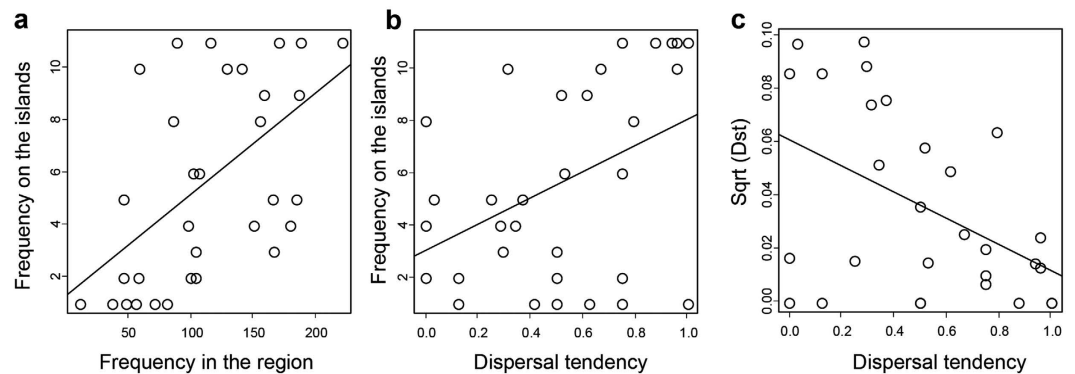 a
Frequency on the islands
10
8
6
4
2
50 100 150 200
Frequency in the region
b
Frequency on the islands
10
8
6
4
2
0.0 0.2 0.4 0.6 0.8 1.0
Dispersal tendency
c
Sqrt (Dst)
0.10
0.08
0.06
0.04
0.02
0.00
0.0 0.2 0.4 0.6 0.8 1.0
Dispersal tendency